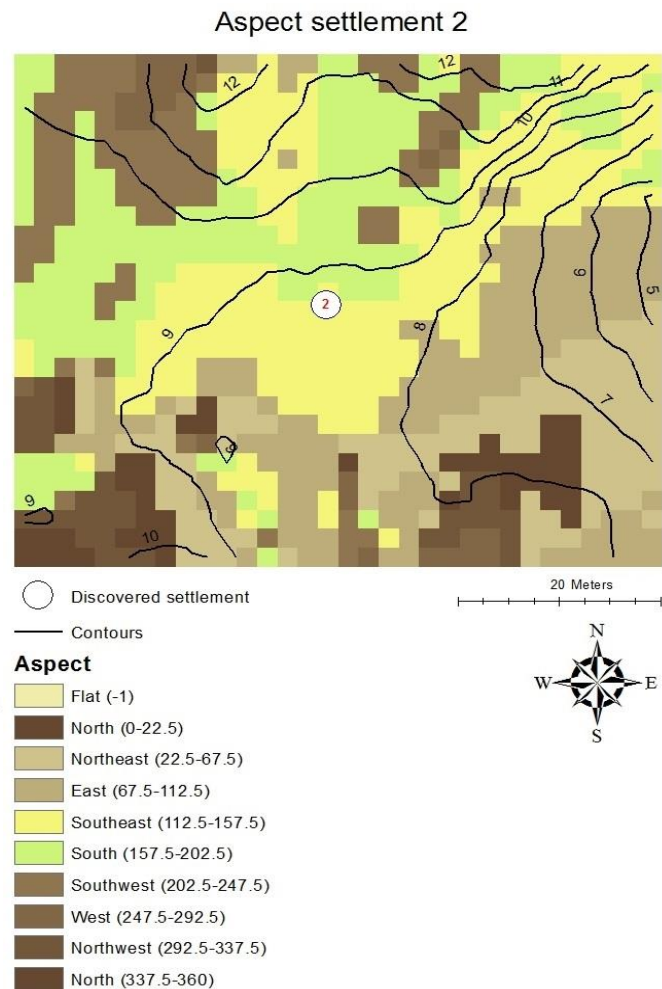 Aspect settlement 2
12
12
11
10
9
2
8
6
5
7
9
9
10
Discovered settlement
20 Meters
Contours
N
W E
S
Aspect
Flat (-1)
North (0-22.5)
Northeast (22.5-67.5)
East (67.5-112.5)
Southeast (112.5-157.5)
South (157.5-202.5)
Southwest (202.5-247.5)
West (247.5-292.5)
Northwest (292.5-337.5)
North (337.5-360)